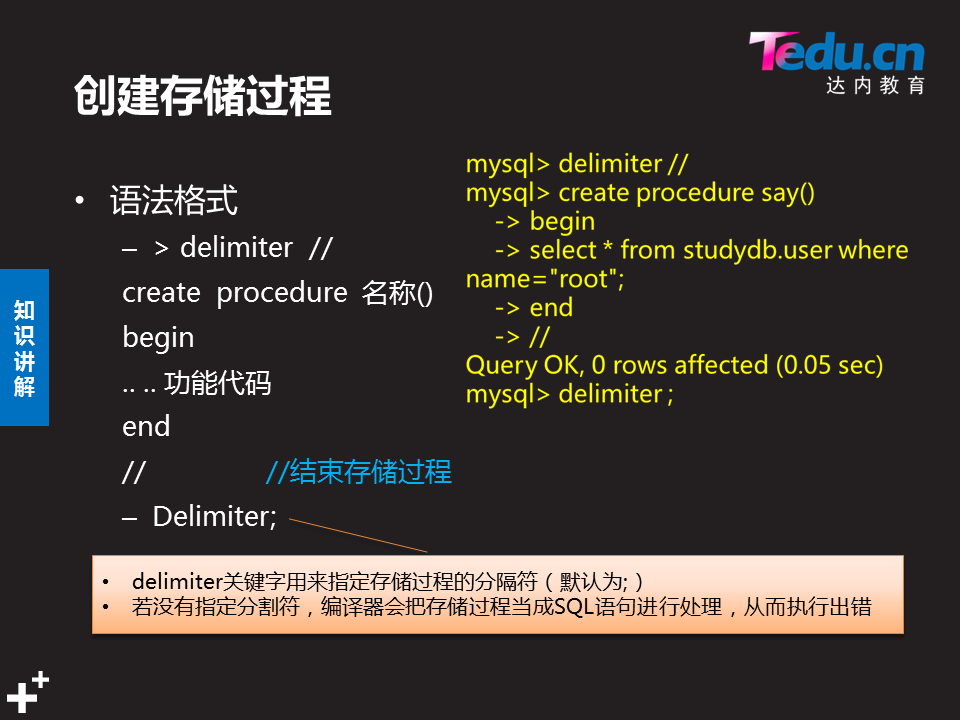 Tedu.cn
达内教育
创建存储过程
• 语法格式
– > delimiter //
create procedure 名称()
begin
.. .. 功能代码
end
// //结束存储过程
– Delimiter;
mysql> delimiter //
mysql> create procedure say()
-> begin
-> select * from studydb.user where
name="root";
-> end
-> //
Query OK, 0 rows affected (0.05 sec)
mysql> delimiter ;
知
识
讲
解
• delimiter关键字用来指定存储过程的分隔符（默认为;）
• 若没有指定分割符，编译器会把存储过程当成SQL语句进行处理，从而执行出错